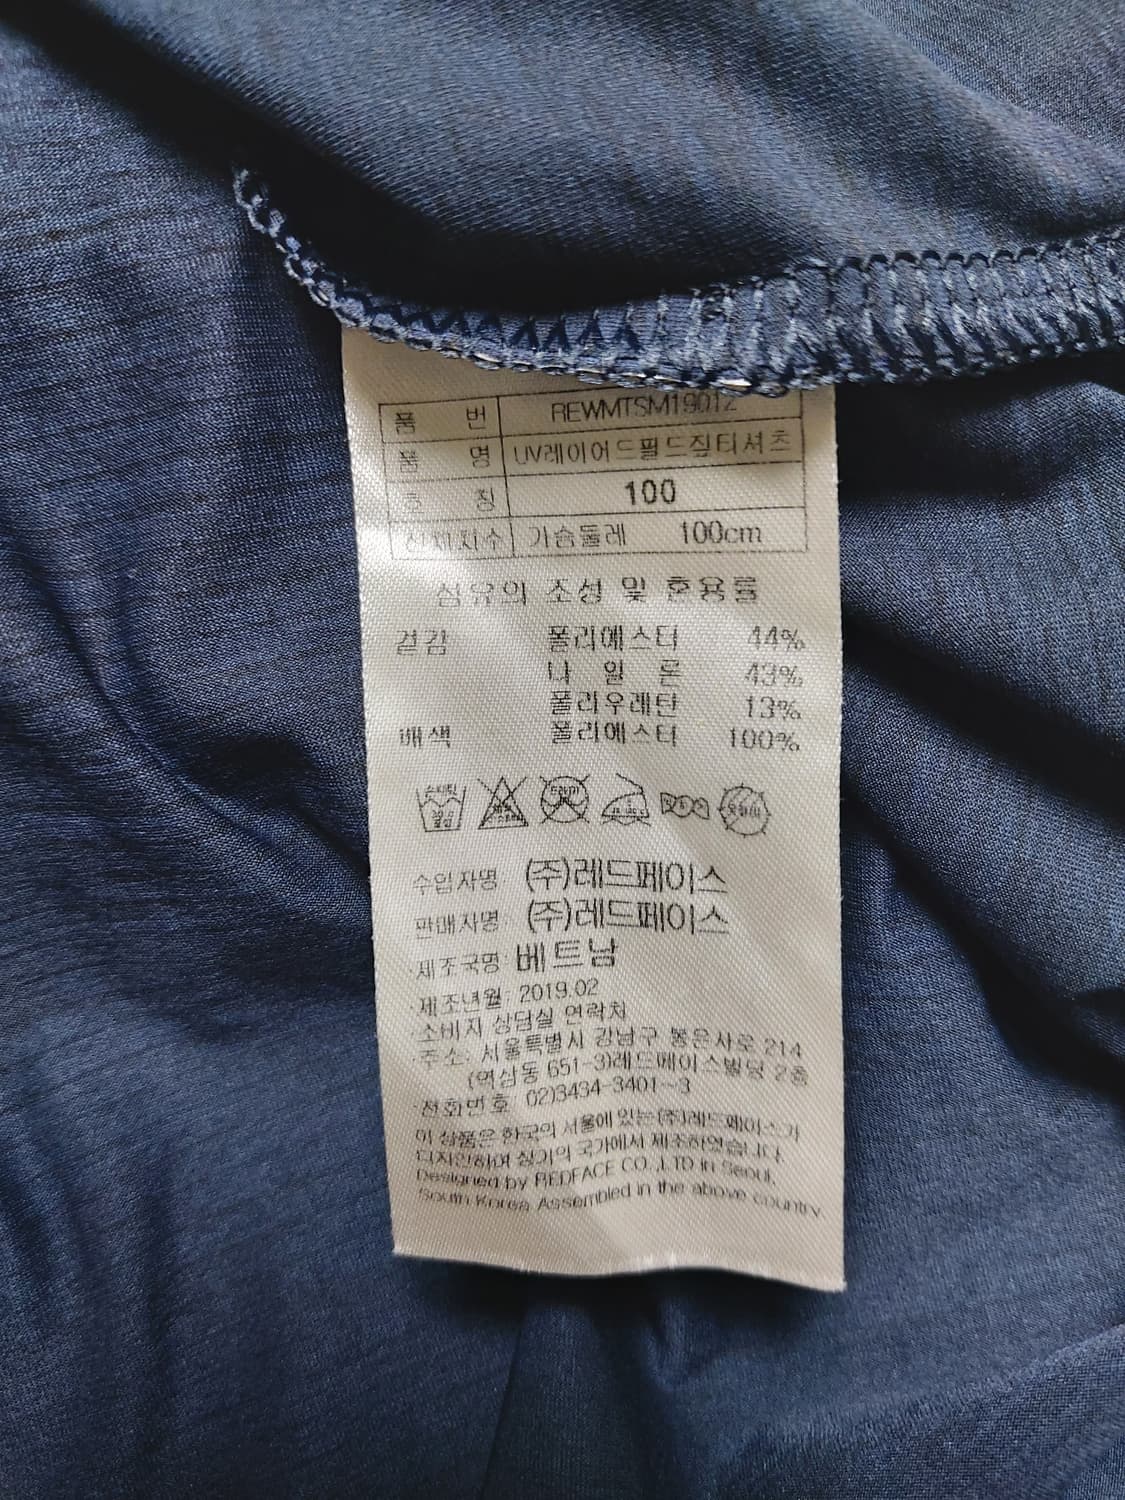 품 번 REWMTSM19012
품 명 UV레이어드필드짚티셔츠
호 칭 100
신체치수 가슴둘레 100cm
섬유의 조성 및 혼용률
겉감 폴리에스터 44%
나 일 론 43%
폴리우레탄 13%
배색 폴리에스터 100%
수입자명 (주)레드페이스
판매자명 (주)레드페이스
·제조국명 베트남
·제조년월: 2019.02
·소비자 상담실 연락처
·주소: 서울특별시 강남구 봉은사로 214
(역삼동 651-3)레드페이스빌딩 2층
·전화번호: 02)3434-3401~3
이 상품은 한국의 서울에 있는 (주)레드페이스가
디자인하여 상기의 국가에서 제조하였습니다.
Designed by REDFACE CO.,LTD in Seoul,
South Korea Assembled in the above country.